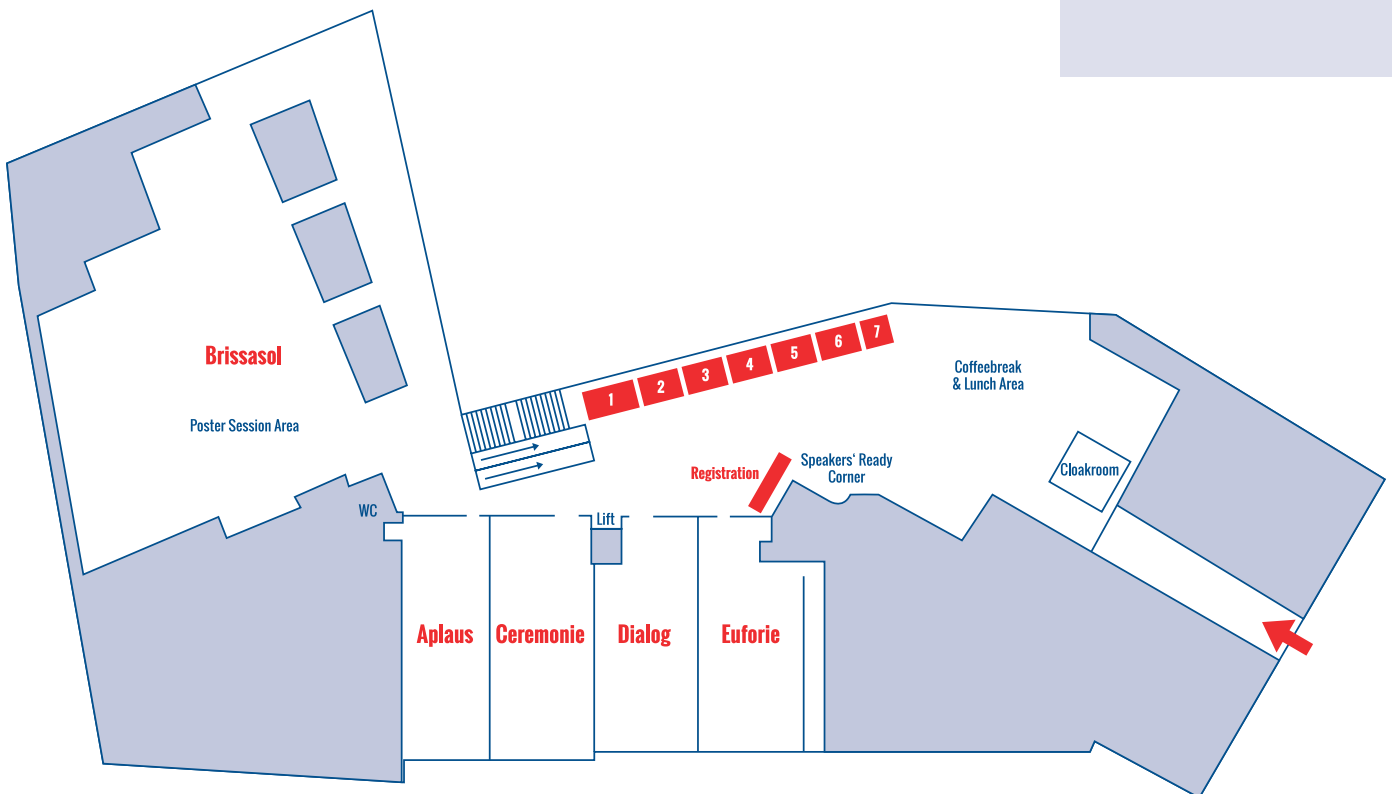 Brissasol
Poster Session Area
1
2
3
4
5
6
7
Coffeebreak
& Lunch Area
Registration
Speakers' Ready
Corner
Cloakroom
WC
Lift
Aplaus
Ceremonie
Dialog
Euforie